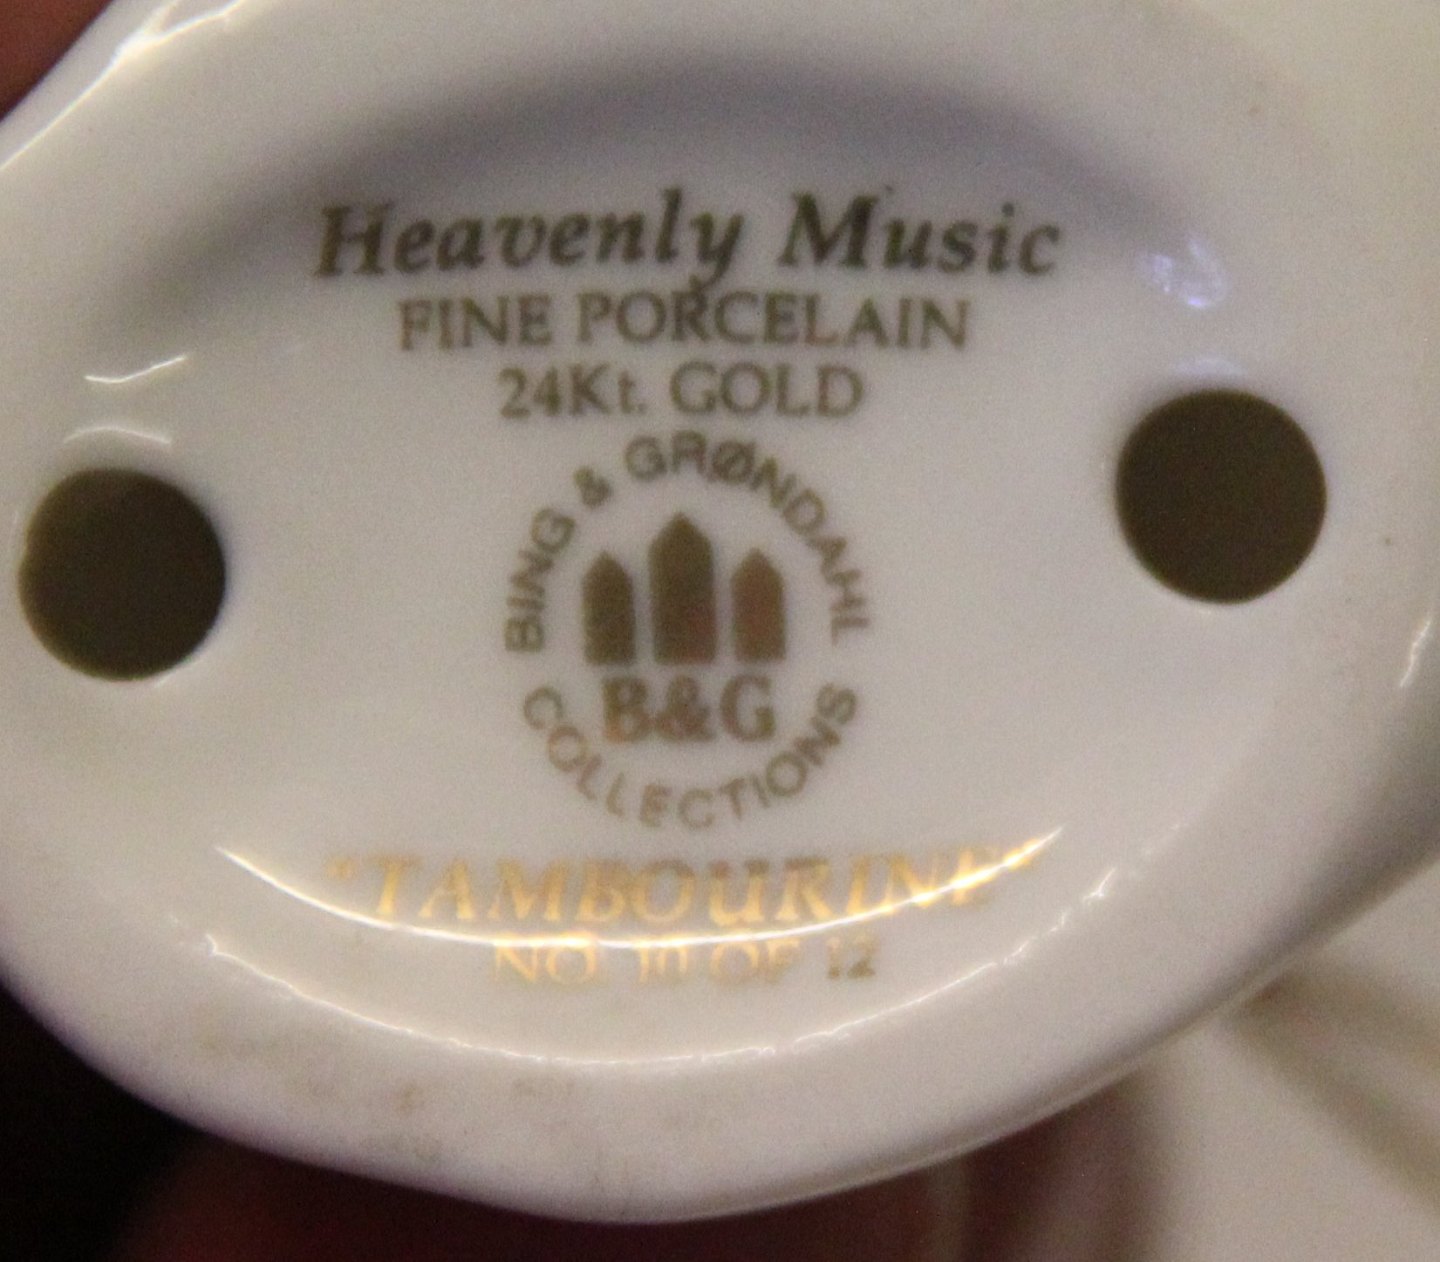 Heavenly Music
FINE PORCELAIN
24Kt. GOLD
BING & GRØNDAHL
B&G
COLLECTIONS
"TAMBOURINE"
NO. 10 OF 12